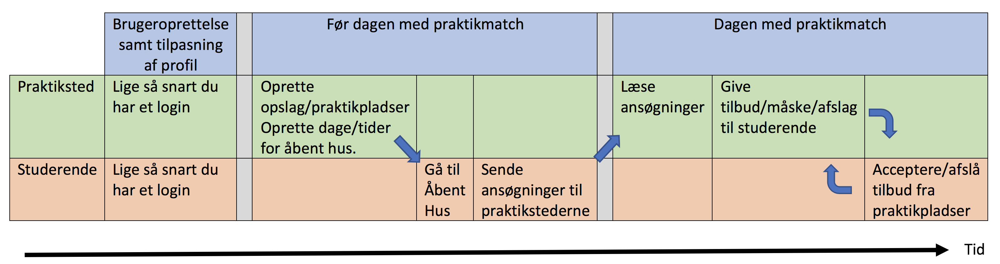 Brugeroprettelse
samt tilpasning
af profil
Før dagen med praktikmatch
Dagen med praktikmatch
Praktiksted
Lige så snart du
har et login
Oprette
opslag/praktikpladser
Oprette dage/tider
for åbent hus.
Læse
ansøgninger
Give
tilbud/måske/afslag
til studerende
Studerende
Lige så snart du
har et login
Gå til
Åbent
Hus
Sende
ansøgninger til
praktikstederne
Acceptere/afslå
tilbud fra
praktikpladser
Tid